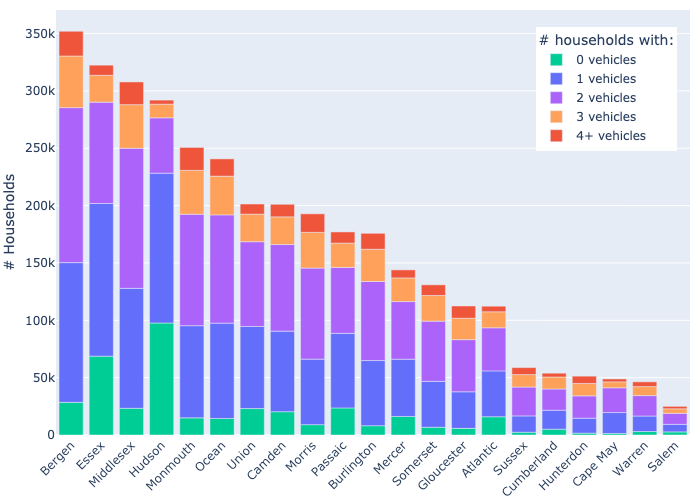 # Households
350k
300k
250k
200k
150k
100k
50k
0
# households with:
0 vehicles
1 vehicles
2 vehicles
3 vehicles
4+ vehicles
Bergen
Essex
Middlesex
Hudson
Monmouth
Ocean
Union
Camden
Morris
Passaic
Burlington
Mercer
Somerset
Gloucester
Atlantic
Sussex
Cumberland
Hunterdon
Cape May
Warren
Salem